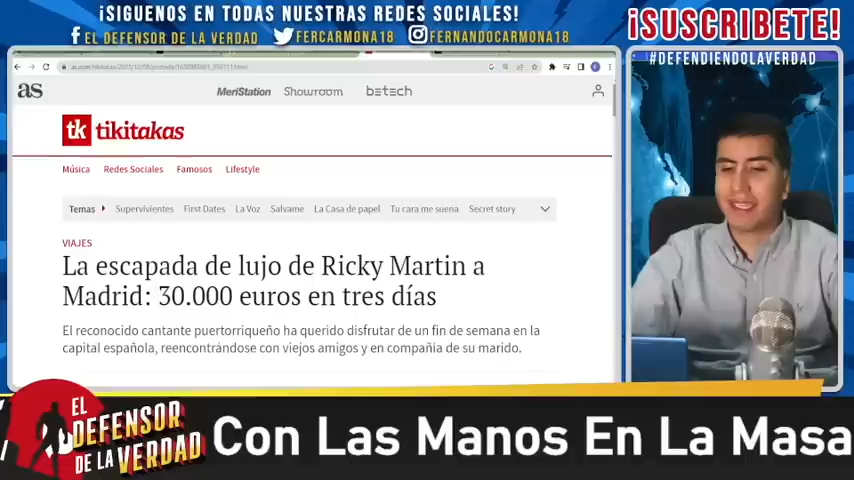 ¡SIGUENOS EN TODAS NUESTRAS REDES SOCIALES!
EL DEFENSOR DE LA VERDAD
FERCARMONA18
FERNANDOCARMONA18
¡SUSCRIBETE!
#DEFENDIENDOLAVERDAD
as
MeriStation
Showroom
betech
tk tikitakas
Música
Redes Sociales
Famosos
Lifestyle
Temas
Supervivientes
First Dates
La Voz
Salvame
La Casa de papel
Tu cara me suena
Secret story
VIAJES
La escapada de lujo de Ricky Martin a
Madrid: 30.000 euros en tres días
El reconocido cantante puertorriqueño ha querido disfrutar de un fin de semana en la
capital española, reencontrándose con viejos amigos y en compañia de su marido.
EL
DEFENSOR
DE LA VERDAD
Con Las Manos En La Masa